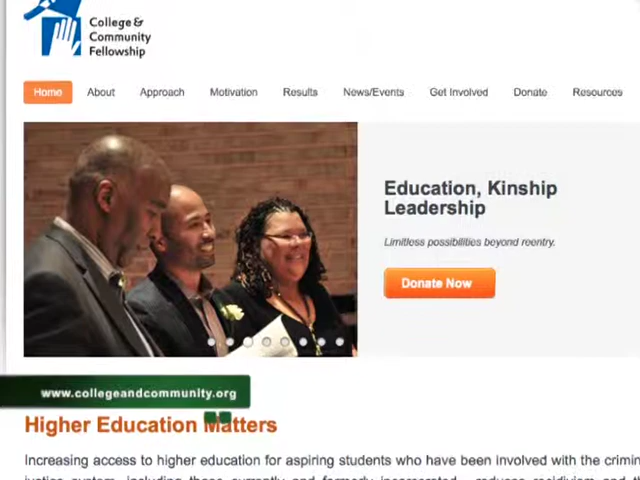 College &
Community
Fellowship
Home About Approach Motivation Results News/Events Get Involved Donate Resources
Education, Kinship
Leadership
Limitless possibilities beyond reentry.
Donate Now
www.collegeandcommunity.org
Higher Education Matters
Increasing access to higher education for aspiring students who have been involved with the crimin